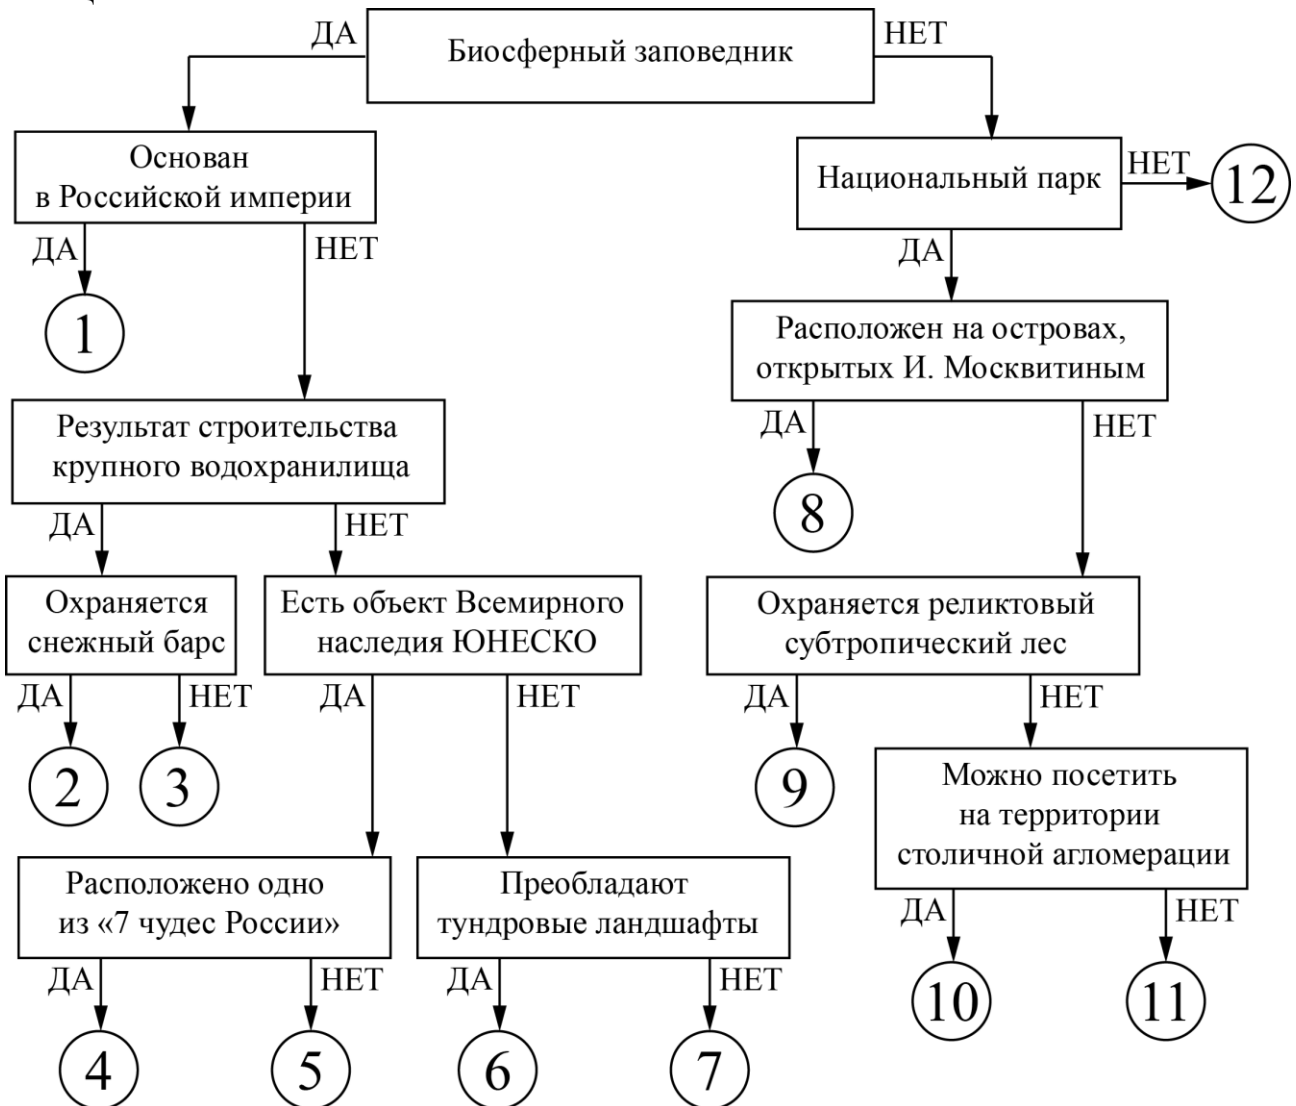 ДА
Биосферный заповедник
НЕТ
Основан
в Российской империи
Национальный парк
НЕТ
12
ДА
НЕТ
ДА
1
Расположен на островах,
открытых И. Москвитиным
Результат строительства
крупного водохранилища
ДА
НЕТ
8
ДА
НЕТ
Охраняется
снежный барс
Есть объект Всемирного
наследия ЮНЕСКО
Охраняется реликтовый
субтропический лес
ДА
НЕТ
ДА
НЕТ
ДА
НЕТ
2
3
9
Можно посетить
на территории
столичной агломерации
Расположено одно
из «7 чудес России»
Преобладают
тундровые ландшафты
ДА
НЕТ
10
11
ДА
НЕТ
ДА
НЕТ
4
5
6
7